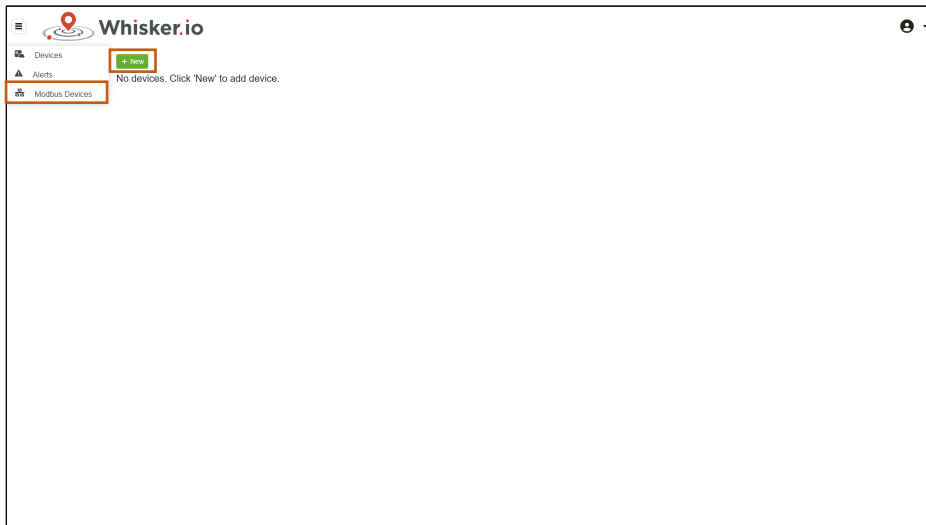 Whisker.io
Devices
Alerts
Modbus Devices
+ New
No devices. Click 'New' to add device.